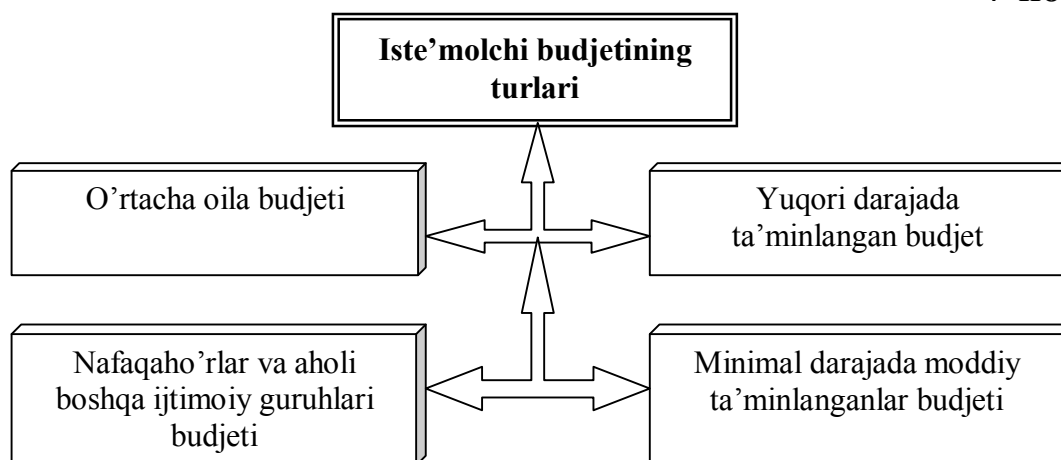 Iste’molchi budjetining
turlari
O’rtacha oila budjeti
Yuqori darajada
ta’minlangan budjet
Nafaqaho’rlar va aholi
boshqa ijtimoiy guruhlari
budjeti
Minimal darajada moddiy
ta’minlanganlar budjeti